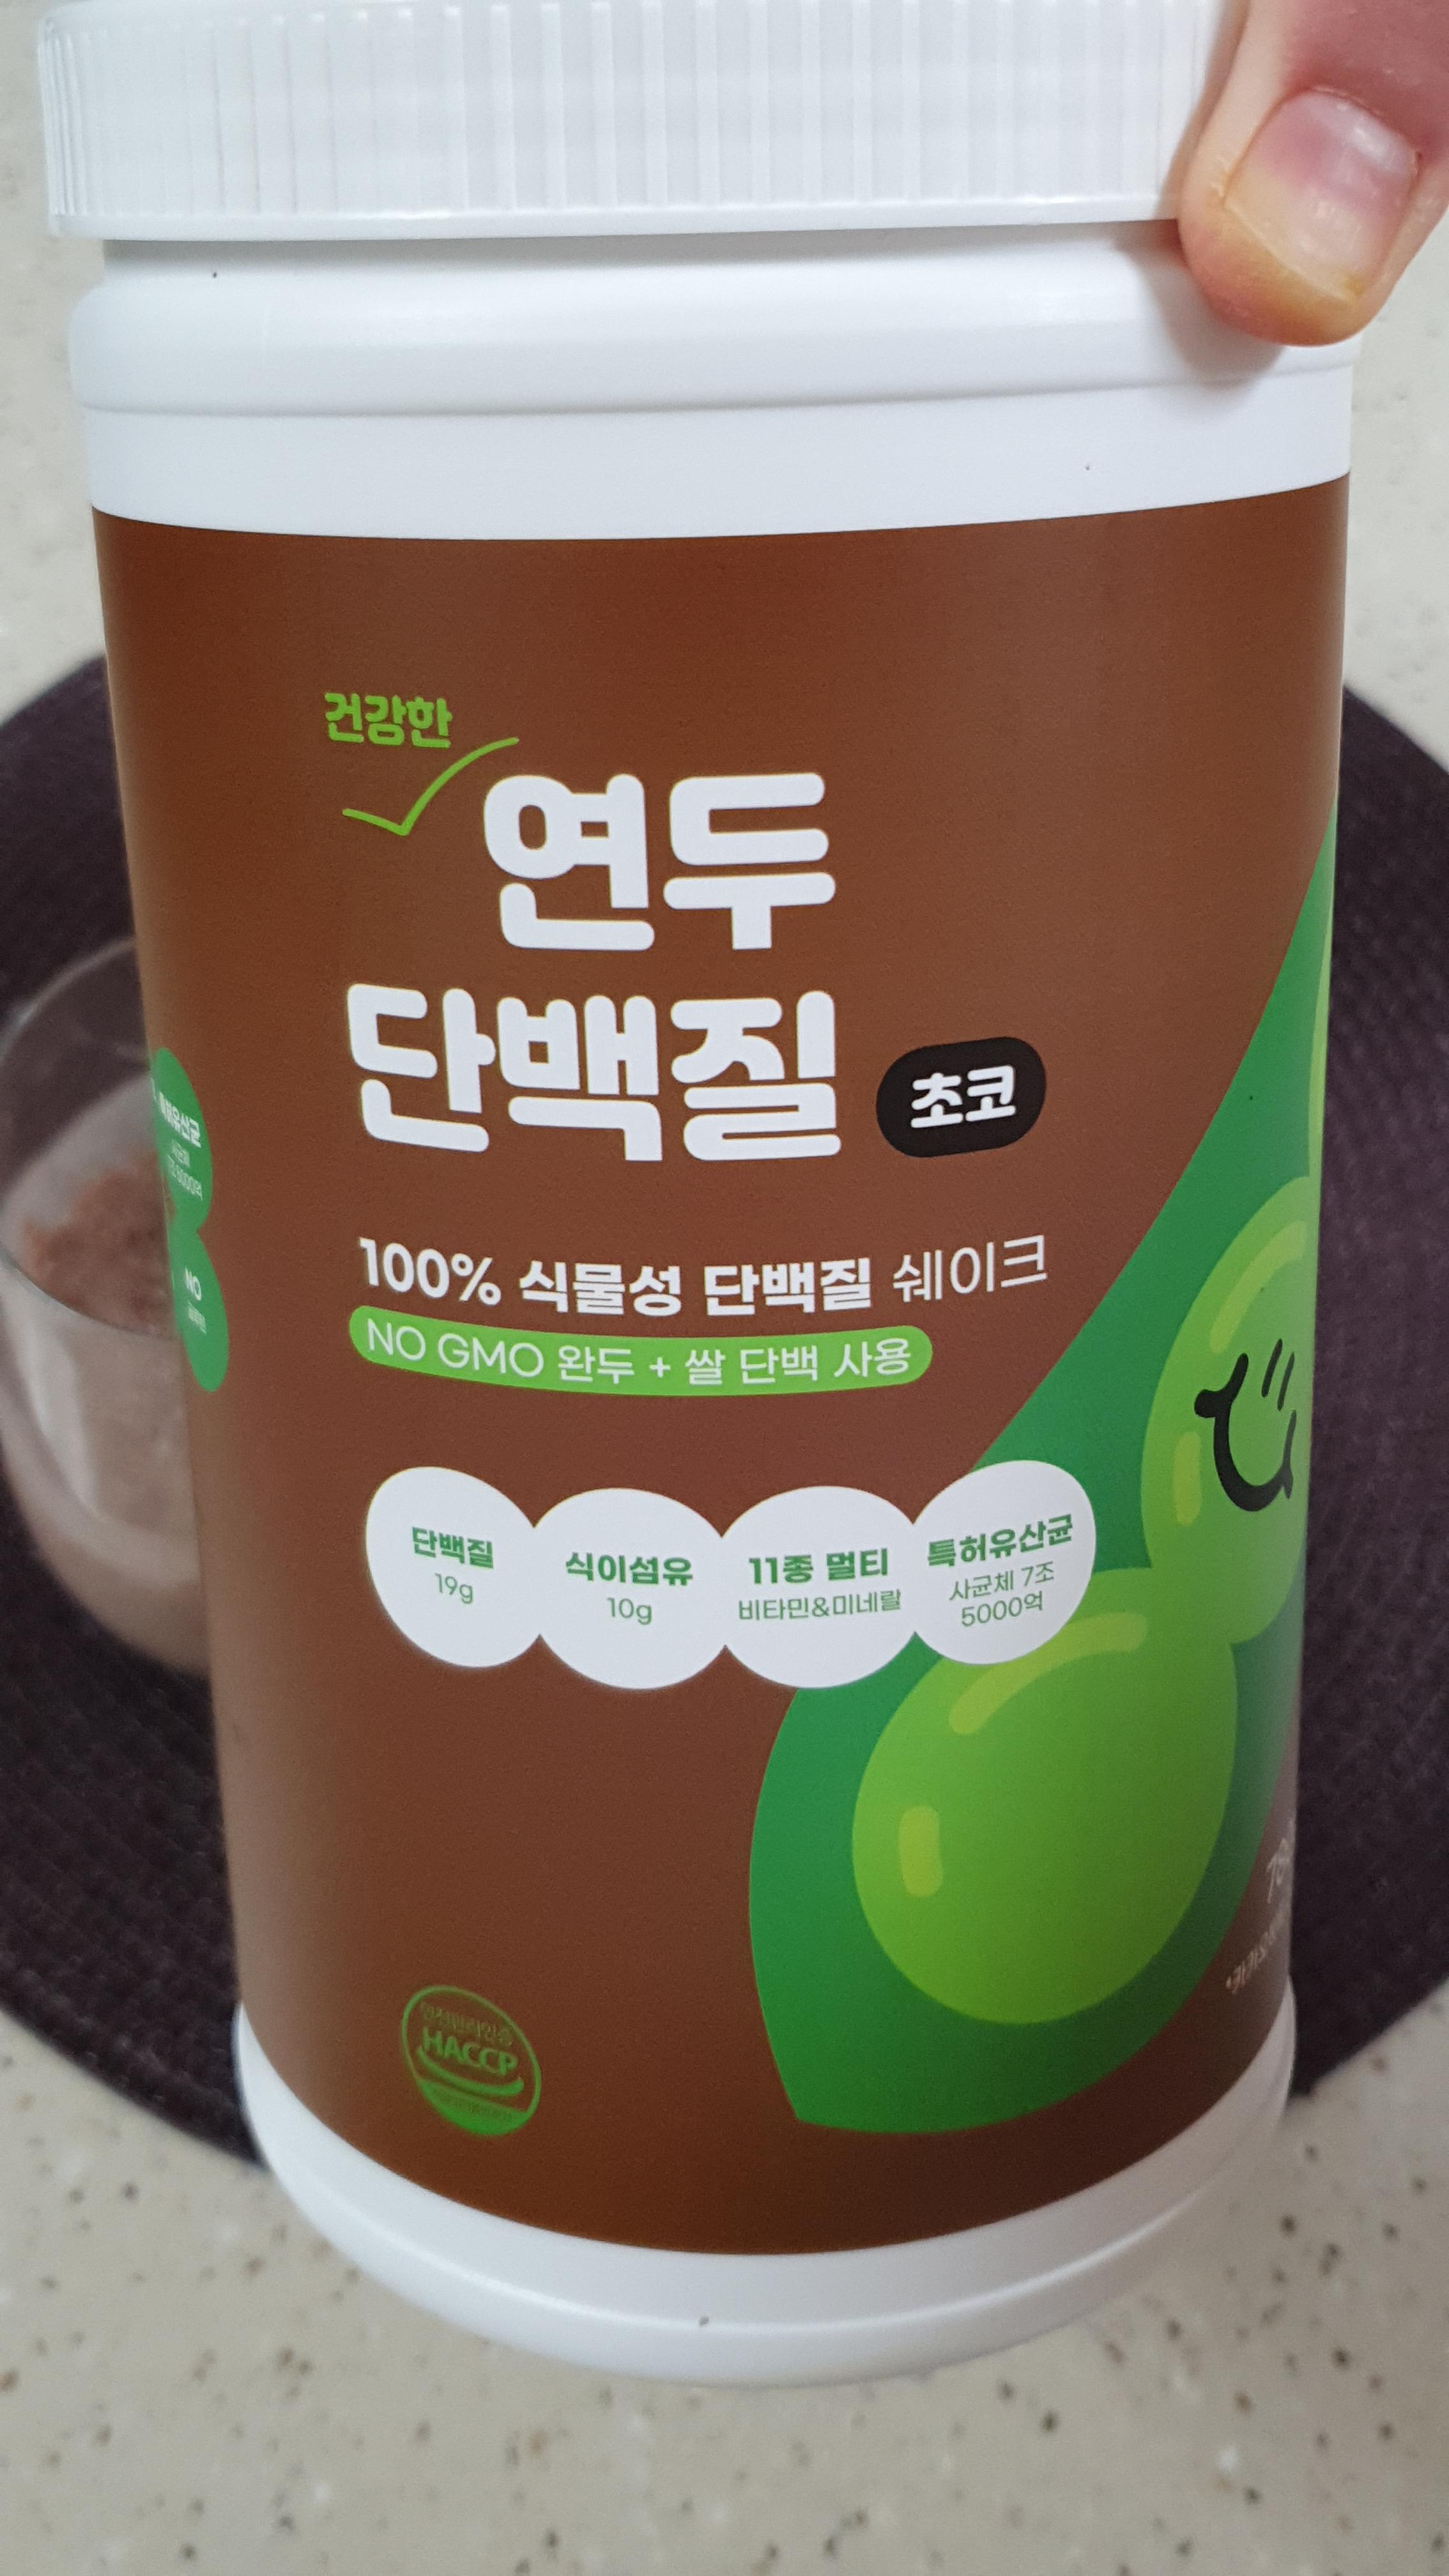 건강한
연두
단백질 초코
100% 식물성 단백질 쉐이크
NO GMO 완두 + 쌀 단백 사용
단백질
19g
식이섬유
10g
11종 멀티
비타민&미네랄
특허유산균
사균체 7조
5000억
NO
HACCP